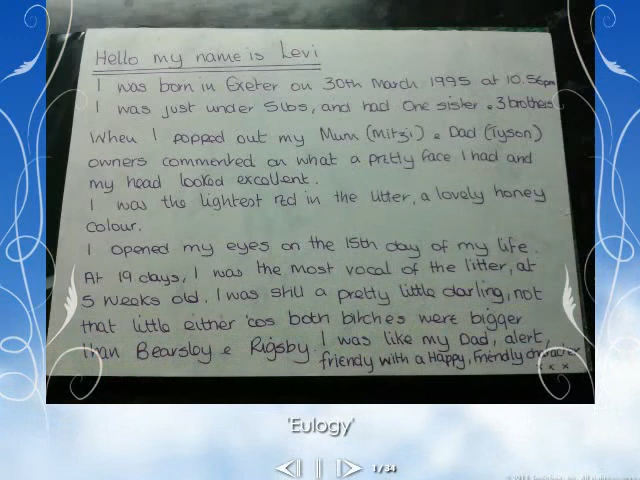 Hello my name is Levi
I was born in Exeter on 30th March 1995 at 10.56pm
I was just under 5lbs, and had one sister & 3 brothers
When I popped out my Mum (Mitzi) & Dad (Tyson)
owners commented on what a pretty face I had and
my head looked excellent.
I was the lightest red in the litter, a lovely honey
colour.
I opened my eyes on the 15th day of my life.
At 19 days, I was the most vocal of the litter, at
5 weeks old, I was still a pretty little darling, not
that little either 'cos both bitches were bigger
than Bearsby & Rigsby I was like my Dad, alert,
friendly with a Happy, Friendly character
x x x
'Eulogy'
1/34